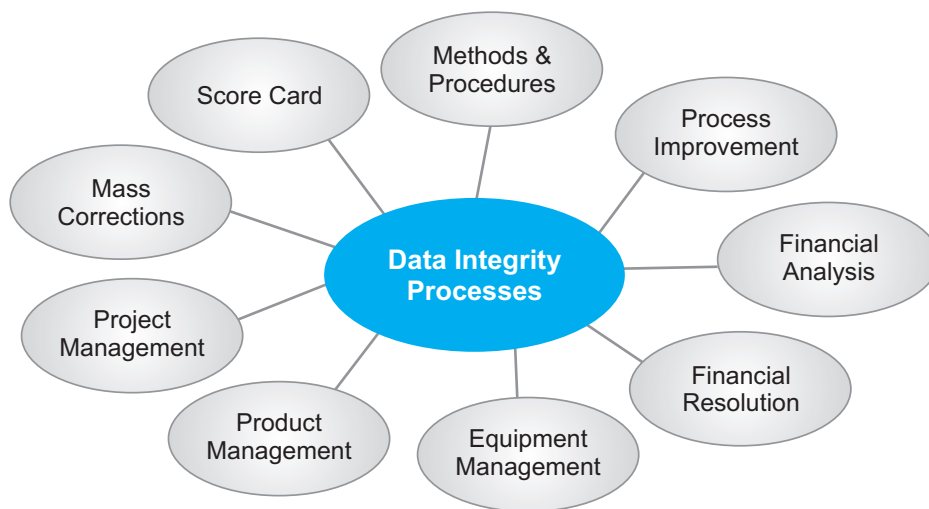 Methods &
Procedures
Score Card
Process
Improvement
Mass
Corrections
Data Integrity
Processes
Financial
Analysis
Project
Management
Financial
Resolution
Product
Management
Equipment
Management